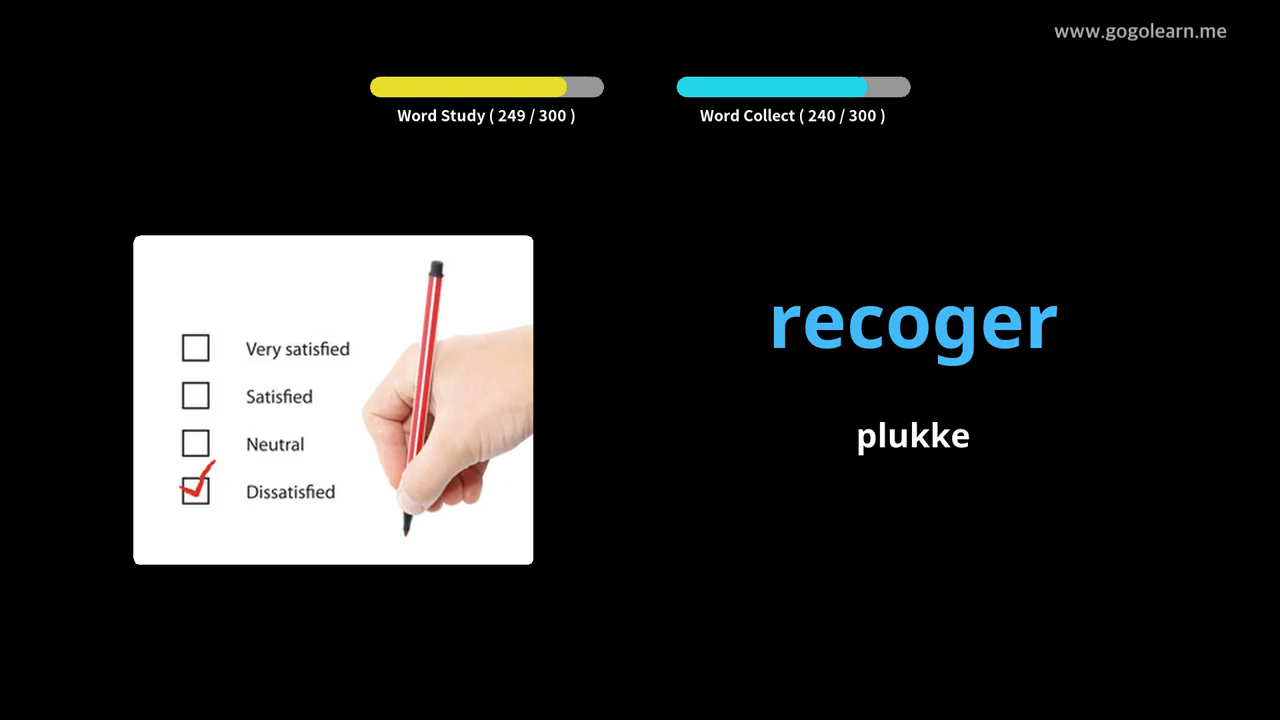 www.gogolearn.me
Word Study ( 249 / 300 )
Word Collect ( 240 / 300 )
Very satisfied
Satisfied
Neutral
Dissatisfied
recoger
plukke